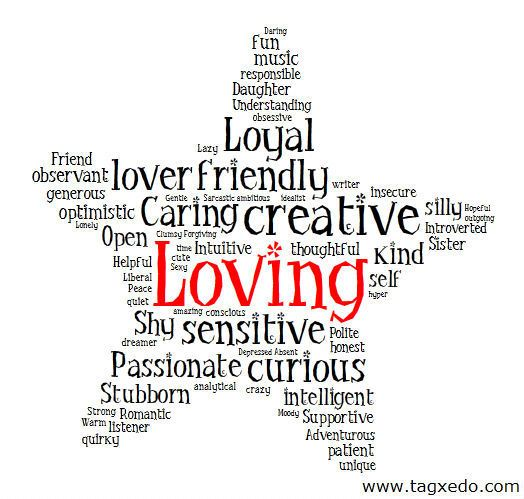 Daring
fun
music
responsible
Daughter
Understanding
obsessive
Lazy Loyal
Friend
observant lover friendly writer
generous Gentle Sarcastic ambitious idealist insecure
optimistic Caring creative silly Hopeful
outgoing
Lonely Clumsy Forgiving Introverted
Open time Intuitive thoughtful Kind Sister
Helpful cute
Liberal Sexy Loving self
Peace hyper
quiet amazing conscious
Shy sensitive Polite
dreamer honest
Depressed Absent
Passionate curious
Stubborn analytical crazy intelligent
Strong Romantic Moody Supportive
Warm listener Adventurous
quirky patient
unique
www.tagxedo.com